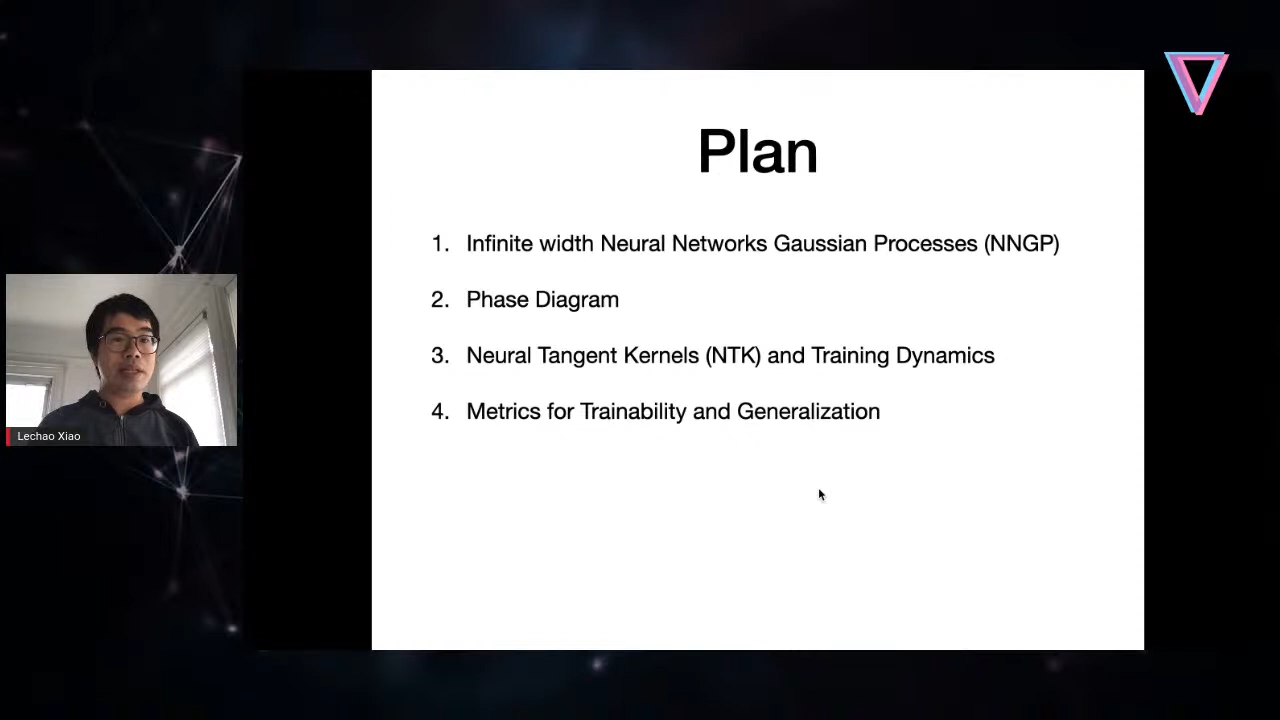 Plan
1. Infinite width Neural Networks Gaussian Processes (NNGP)
2. Phase Diagram
3. Neural Tangent Kernels (NTK) and Training Dynamics
4. Metrics for Trainability and Generalization
Lechao Xiao